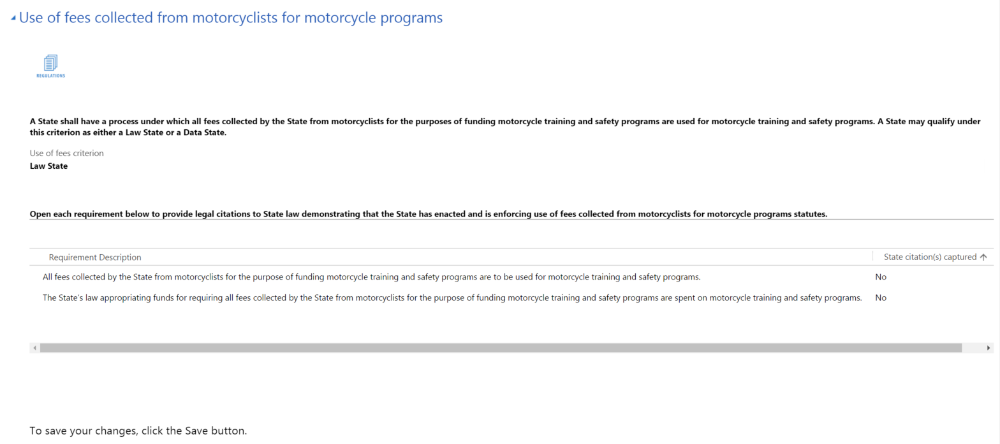 Use of fees collected from motorcyclists for motorcycle programs
REGULATIONS
A State shall have a process under which all fees collected by the State from motorcyclists for the purposes of funding motorcycle training and safety programs are used for motorcycle training and safety programs. A State may qualify under
this criterion as either a Law State or a Data State.
Use of fees criterion
Law State
Open each requirement below to provide legal citations to State law demonstrating that the State has enacted and is enforcing use of fees collected from motorcyclists for motorcycle programs statutes.
Requirement Description State citation(s) captured ↑
All fees collected by the State from motorcyclists for the purpose of funding motorcycle training and safety programs are to be used for motorcycle training and safety programs. No
The State's law appropriating funds for requiring all fees collected by the State from motorcyclists for the purpose of funding motorcycle training and safety programs are spent on motorcycle training and safety programs. No
To save your changes, click the Save button.